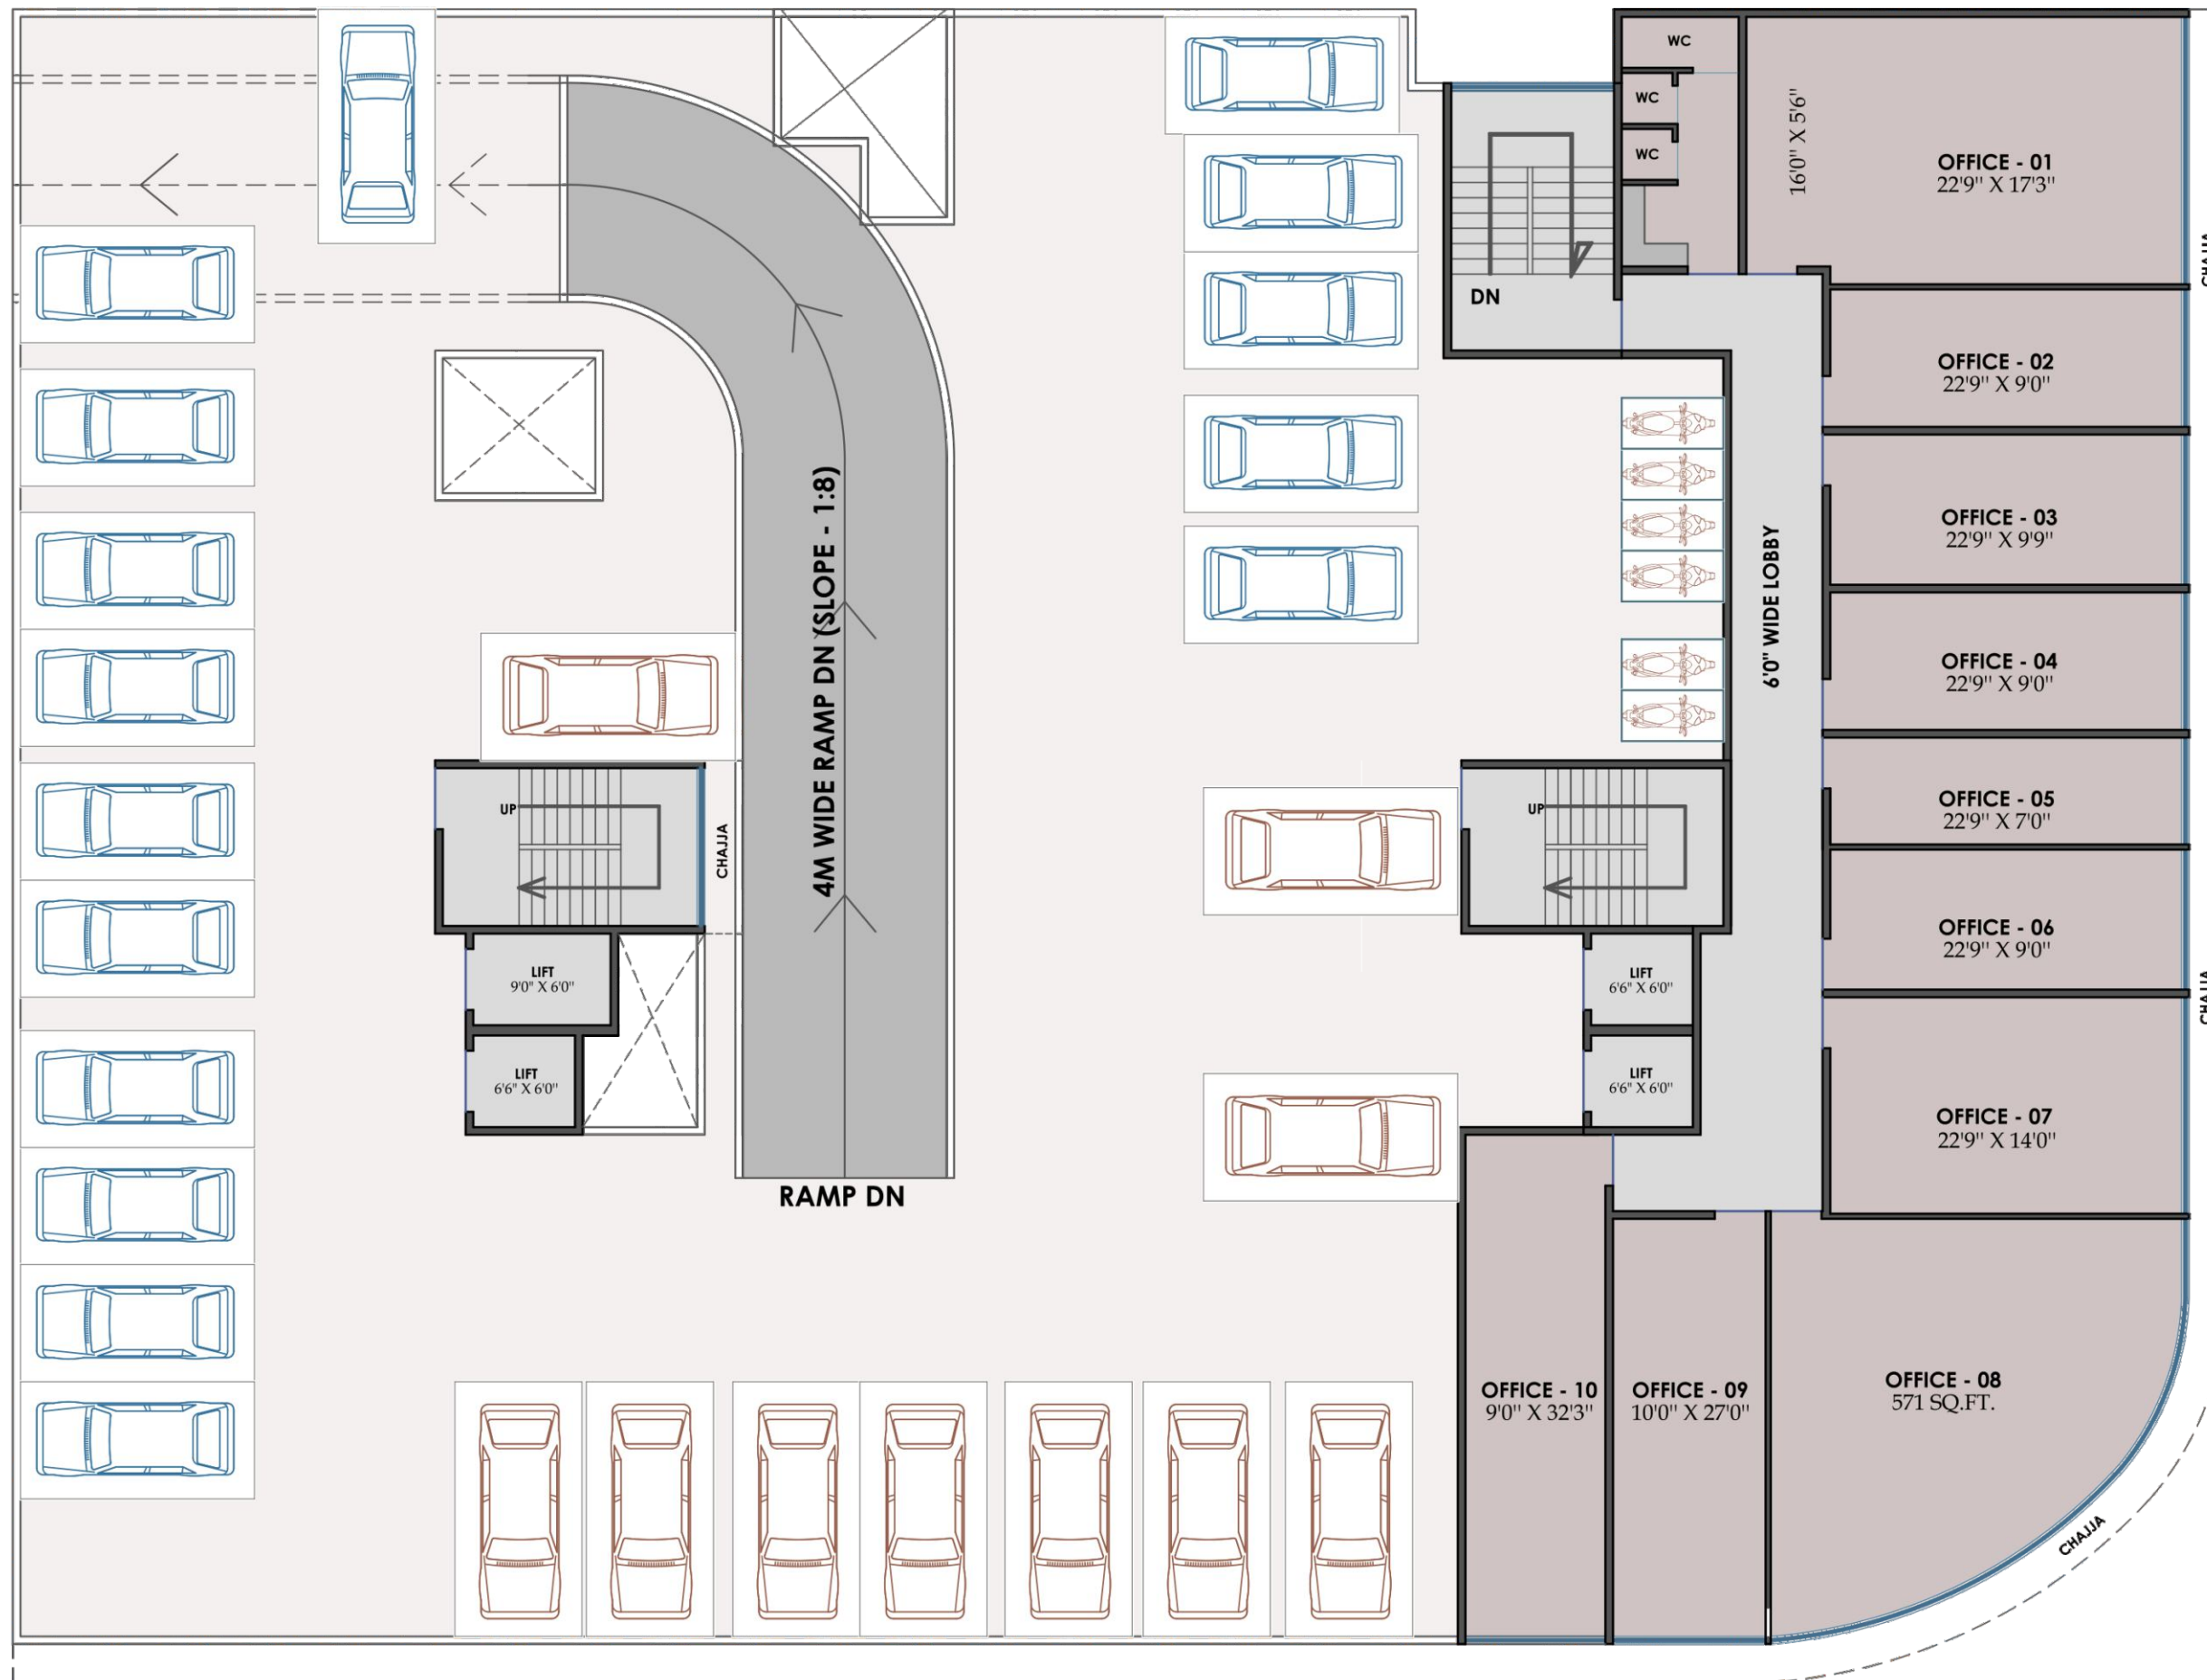 WC
WC
WC
16'0" X 5'6"
OFFICE - 01
22'9" X 17'3"
CHAJJA
DN
OFFICE - 02
22'9" X 9'0"
OFFICE - 03
22'9" X 9'9"
6'0" WIDE LOBBY
OFFICE - 04
22'9" X 9'0"
4M WIDE RAMP DN (SLOPE - 1:8)
UP
CHAJJA
UP
OFFICE - 05
22'9" X 7'0"
OFFICE - 06
22'9" X 9'0"
LIFT
9'0" X 6'0"
LIFT
6'6" X 6'0"
CHAJJA
LIFT
6'6" X 6'0"
LIFT
6'6" X 6'0"
OFFICE - 07
22'9" X 14'0"
RAMP DN
OFFICE - 10
9'0" X 32'3"
OFFICE - 09
10'0" X 27'0"
OFFICE - 08
571 SQ.FT.
CHAJJA